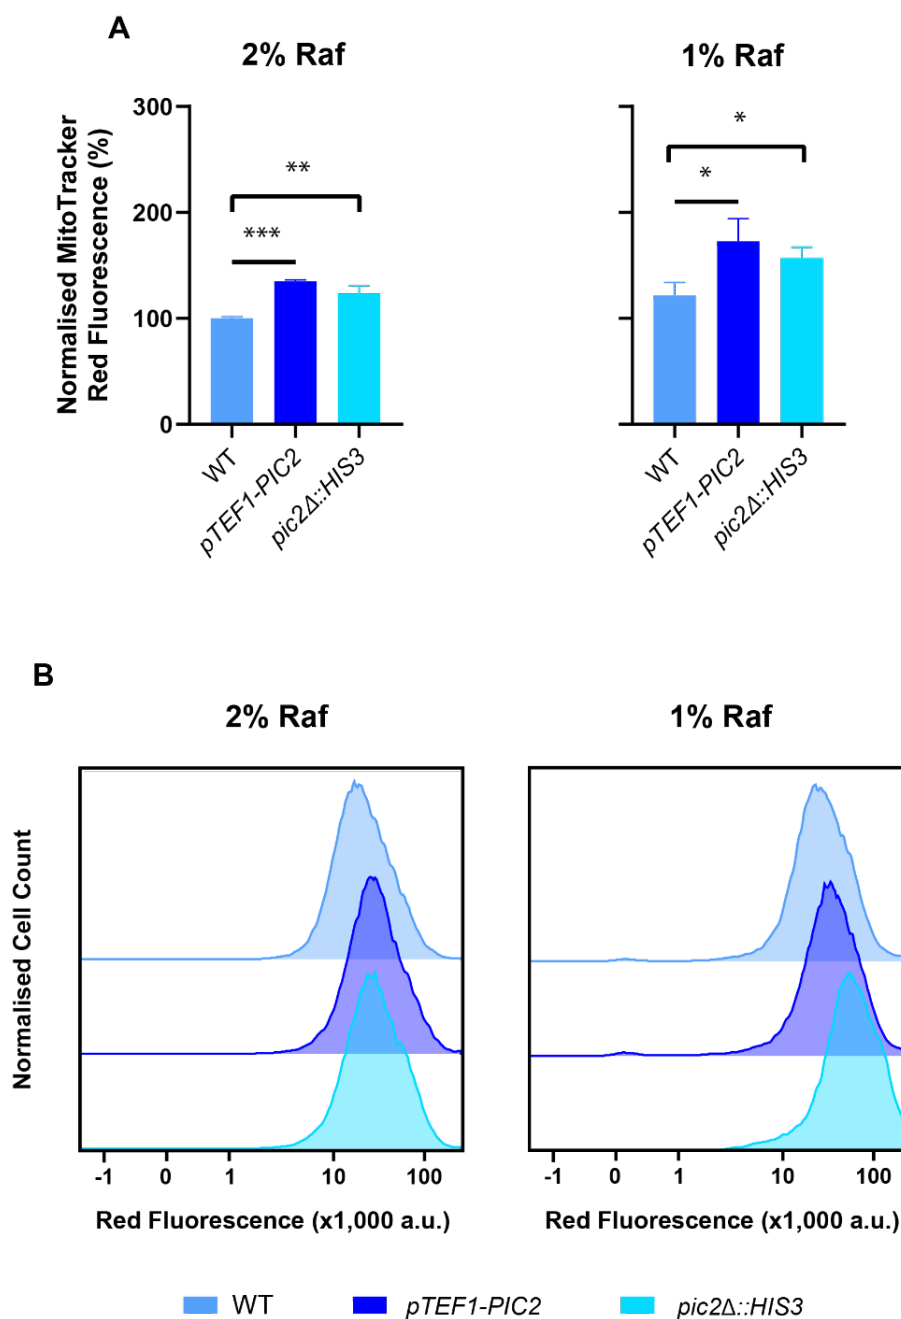 A
2% Raf
1% Raf
Normalised MitoTracker
Red Fluorescence (%)
300
200
100
0
***
**
*
*
WT
pTEF1-PIC2
pic2Δ::HIS3
WT
pTEF1-PIC2
pic2Δ::HIS3
B
2% Raf
1% Raf
Normalised Cell Count
-1 0 1 10 100
-1 0 1 10 100
Red Fluorescence (x1,000 a.u.)
Red Fluorescence (x1,000 a.u.)
WT pTEF1-PIC2 pic2Δ::HIS3